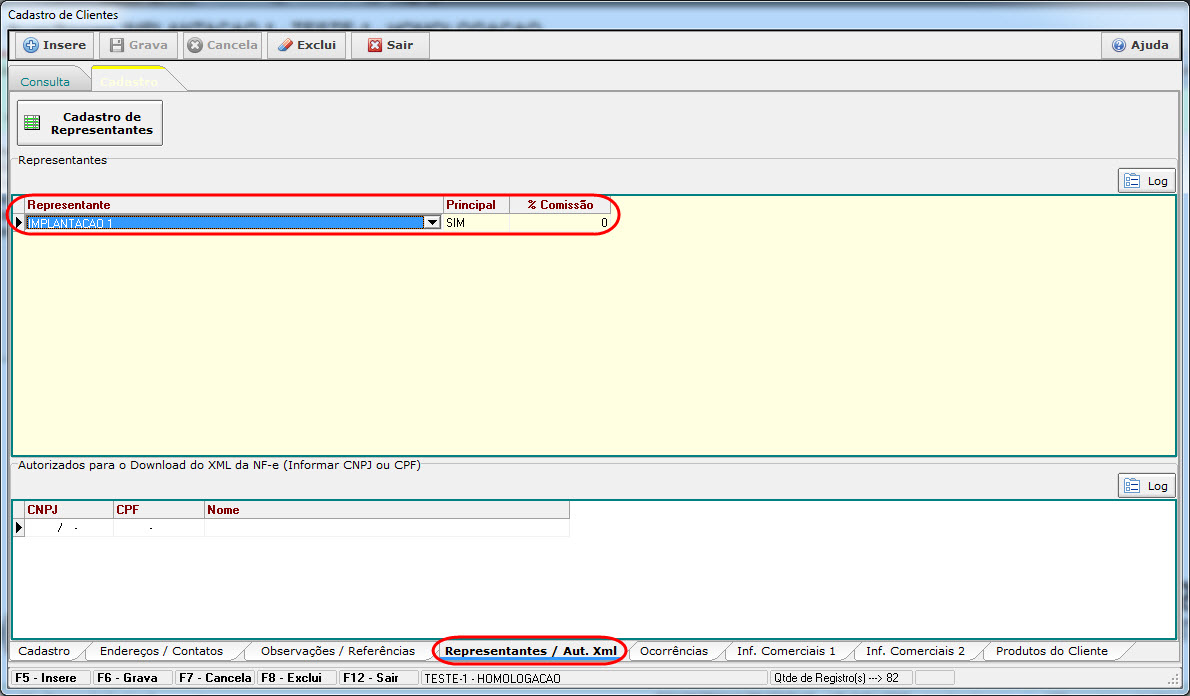 Cadastro de Clientes
Insere Grava Cancela Exclui Sair Ajuda
Consulta Cadastro
Cadastro de
Representantes
Representantes
Log
Representante Principal % Comissão
IMPLANTACAO 1 SIM 0
Autorizados para o Download do XML da NF-e (Informar CNPJ ou CPF)
Log
CNPJ CPF Nome
/ - -
Cadastro Endereços / Contatos Observações / Referências Representantes / Aut. Xml Ocorrências Inf. Comerciais 1 Inf. Comerciais 2 Produtos do Cliente
F5 - Insere F6 - Grava F7 - Cancela F8 - Exclui F12 - Sair TESTE-1 - HOMOLOGACAO Qtde de Registro(s) ---> 82